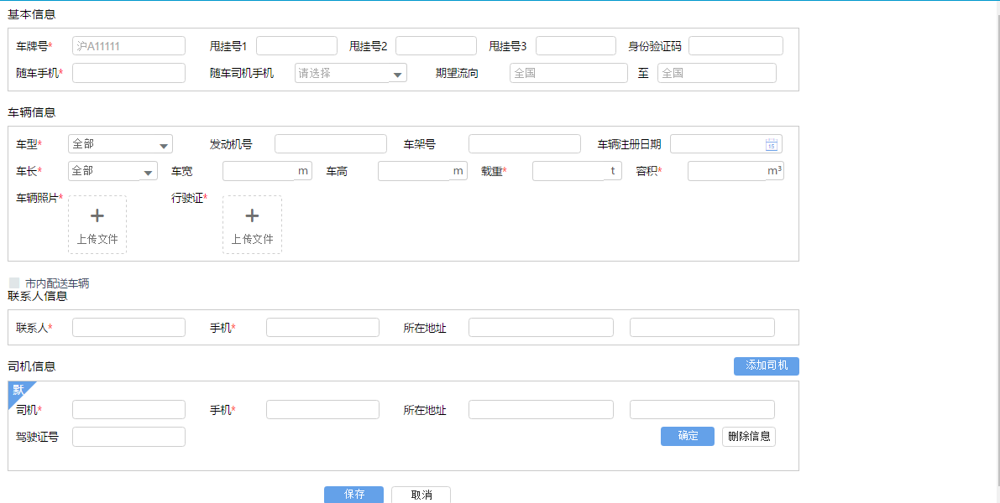 基本信息
车牌号* 沪A11111 甩挂号1 甩挂号2 甩挂号3 身份验证码
随车手机* 随车司机手机 请选择 期望流向 全国 至 全国
车辆信息
车型* 全部 发动机号 车架号 车辆注册日期 15
车长* 全部 车宽 m 车高 m 载重* t 容积* m³
车辆照片* 行驶证*
+ +
上传文件 上传文件
市内配送车辆
联系人信息
联系人* 手机* 所在地址
司机信息 添加司机
默
司机* 手机* 所在地址
驾驶证号 确定 删除信息
保存 取消